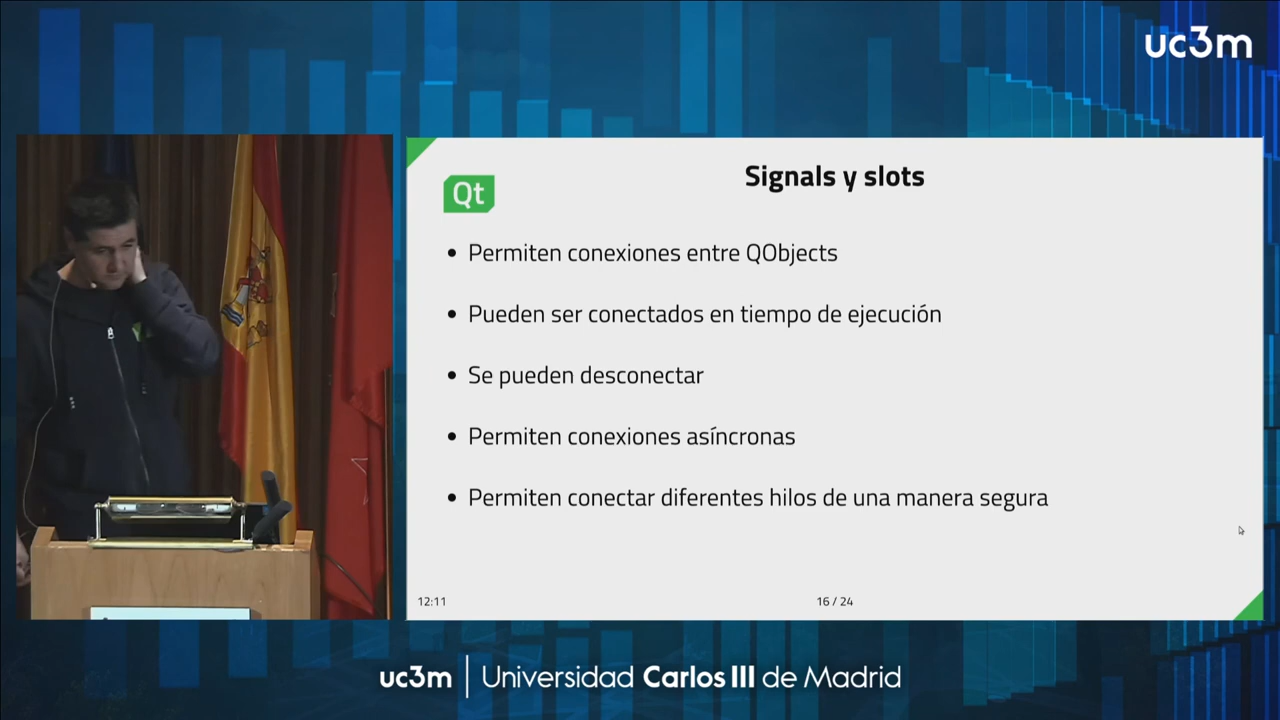 uc3m
Qt
Signals y slots
• Permiten conexiones entre QObjects
• Pueden ser conectados en tiempo de ejecución
• Se pueden desconectar
• Permiten conexiones asíncronas
• Permiten conectar diferentes hilos de una manera segura
12:11
16 / 24
uc3m | Universidad Carlos III de Madrid